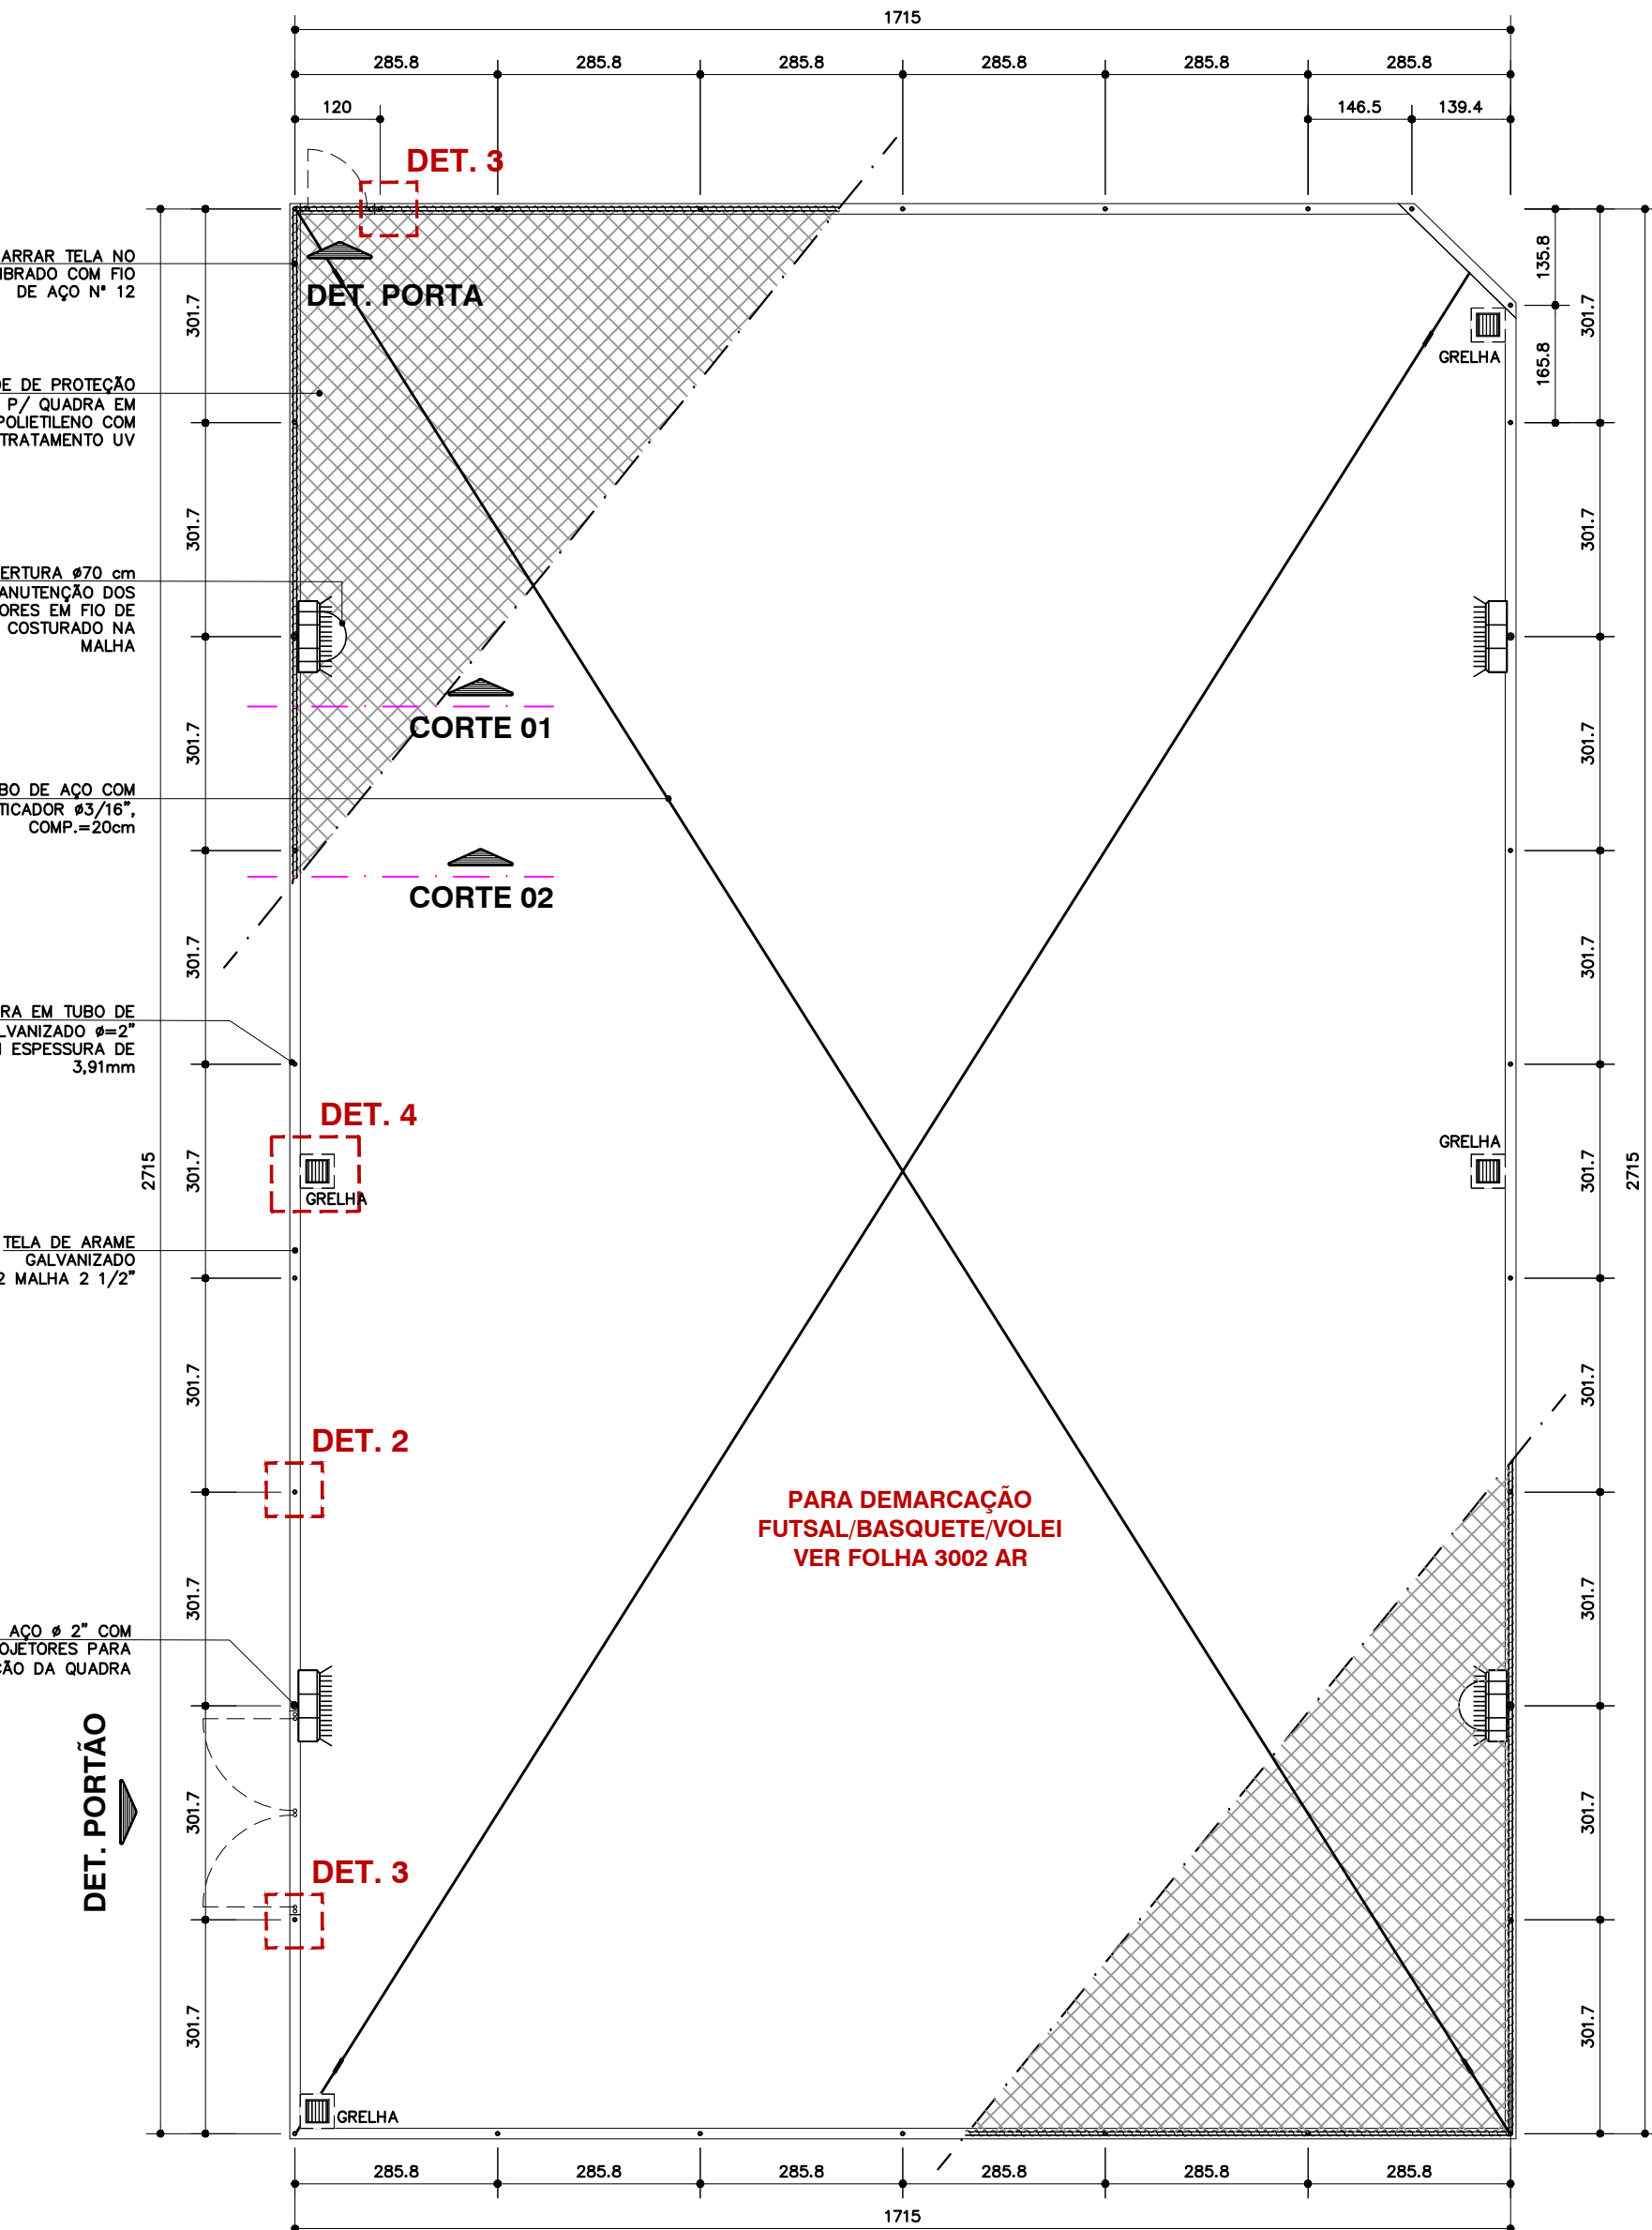 1715
285.8 285.8 285.8 285.8 285.8 285.8
120 146.5 139.4
DET. 3
ARRAR TELA NO
BRADO COM FIO
DE AÇO N° 12
DET. PORTA
DE PROTEÇÃO
P/ QUADRA EM
POLIETILENO COM
TRATAMENTO UV
ERTURA ø70 cm
ANUTENÇÃO DOS
ORES EM FIO DE
COSTURADO NA
MALHA
CORTE 01
BO DE AÇO COM
TICADOR ø3/16",
COMP.=20cm
CORTE 02
RA EM TUBO DE
LVANIZADO ø=2"
ESPESSURA DE
3,91mm
DET. 4
GRELHA
TELA DE ARAME
GALVANIZADO
2 MALHA 2 1/2"
DET. 2
AÇO ø 2" COM
OJETORES PARA
ÇÃO DA QUADRA
DET. PORTÃO
DET. 3
GRELHA
2715
301.7
301.7
301.7
301.7
301.7
301.7
301.7
301.7
301.7
PARA DEMARCAÇÃO
FUTSAL/BASQUETE/VOLEI
VER FOLHA 3002 AR
GRELHA
GRELHA
135.8
165.8
301.7
301.7
301.7
301.7
301.7
301.7
301.7
301.7
301.7
2715
285.8 285.8 285.8 285.8 285.8 285.8
1715